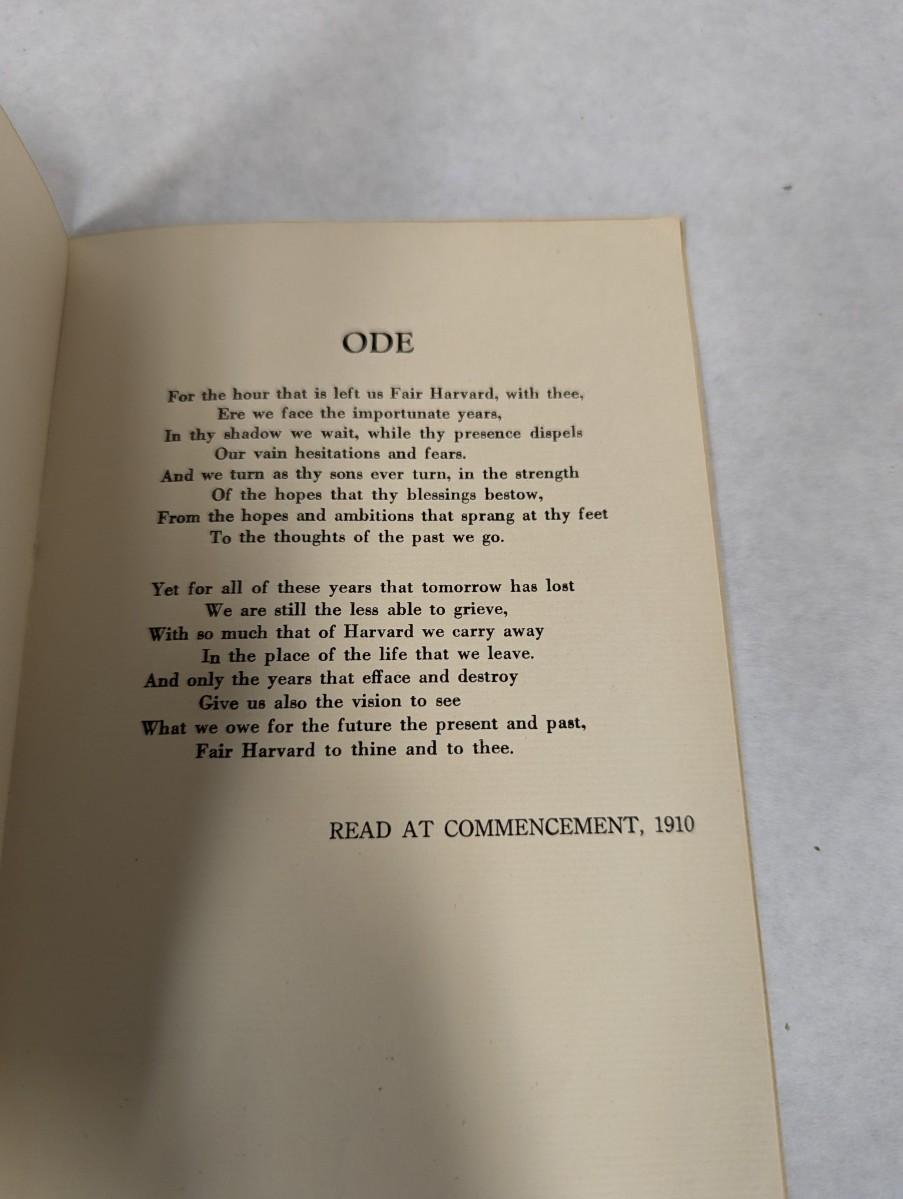 ODE
For the hour that is left us Fair Harvard, with thee,
Ere we face the importunate years,
In thy shadow we wait, while thy presence dispels
Our vain hesitations and fears.
And we turn as thy sons ever turn, in the strength
Of the hopes that thy blessings bestow,
From the hopes and ambitions that sprang at thy feet
To the thoughts of the past we go.
Yet for all of these years that tomorrow has lost
We are still the less able to grieve,
With so much that of Harvard we carry away
In the place of the life that we leave.
And only the years that efface and destroy
Give us also the vision to see
What we owe for the future the present and past,
Fair Harvard to thine and to thee.
READ AT COMMENCEMENT, 1910